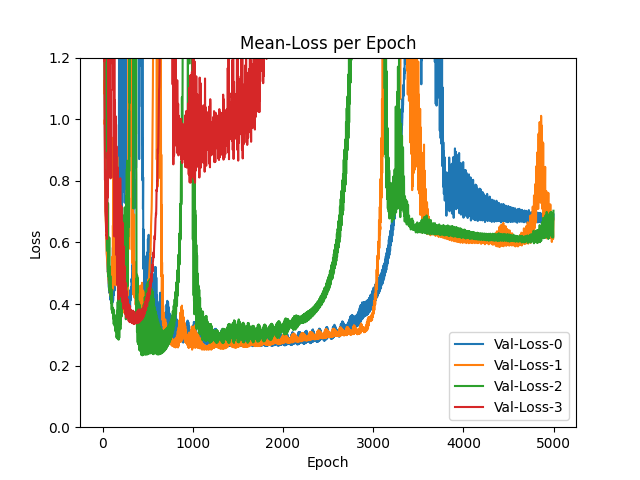 Mean-Loss per Epoch
1.2
1.0
0.8
0.6
0.4
0.2
0.0
Loss
0 1000 2000 3000 4000 5000
Epoch
Val-Loss-0
Val-Loss-1
Val-Loss-2
Val-Loss-3